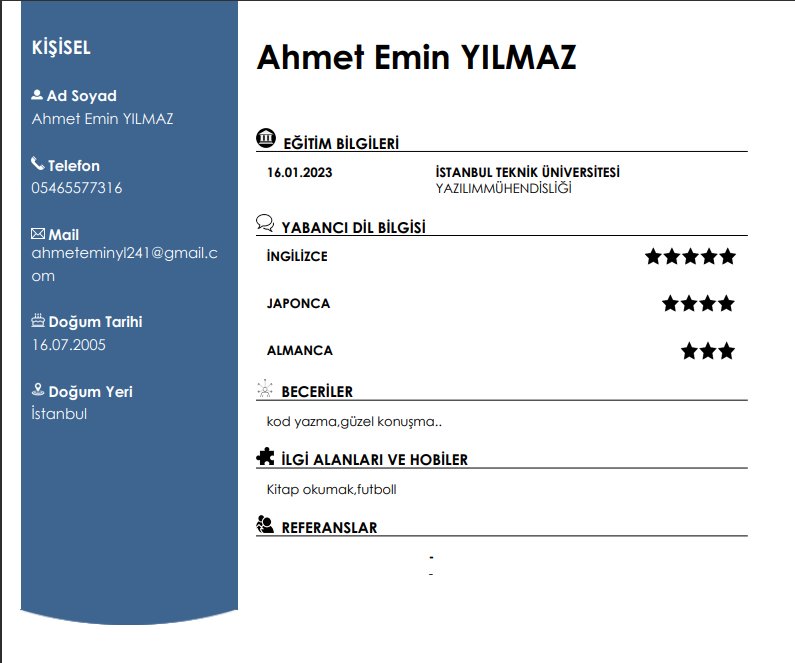 KİŞİSEL
Ad Soyad
Ahmet Emin YILMAZ
Telefon
05465577316
Mail
ahmeteminyl241@gmail.c
om
Doğum Tarihi
16.07.2005
Doğum Yeri
İstanbul
Ahmet Emin YILMAZ
EĞİTİM BİLGİLERİ
16.01.2023 İSTANBUL TEKNİK ÜNİVERSİTESİ
YAZILIMMÜHENDİSLİĞİ
YABANCI DİL BİLGİSİ
İNGİLİZCE
JAPONCA
ALMANCA
BECERİLER
kod yazma,güzel konuşma..
İLGİ ALANLARI VE HOBİLER
Kitap okumak,futboll
REFERANSLAR
-
-